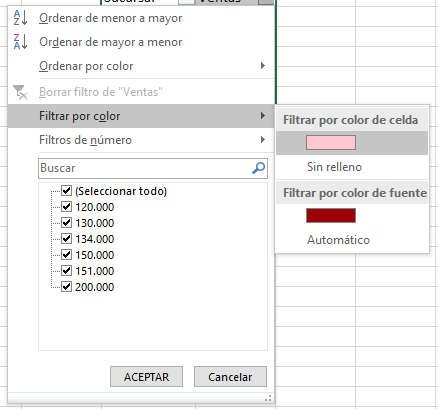 Sucursal Ventas
Ordenar de menor a mayor
Ordenar de mayor a menor
Ordenar por color
Borrar filtro de "Ventas"
Filtrar por color
Filtros de número
Buscar
(Seleccionar todo)
120.000
130.000
134.000
150.000
151.000
200.000
ACEPTAR Cancelar
Filtrar por color de celda
Sin relleno
Filtrar por color de fuente
Automático